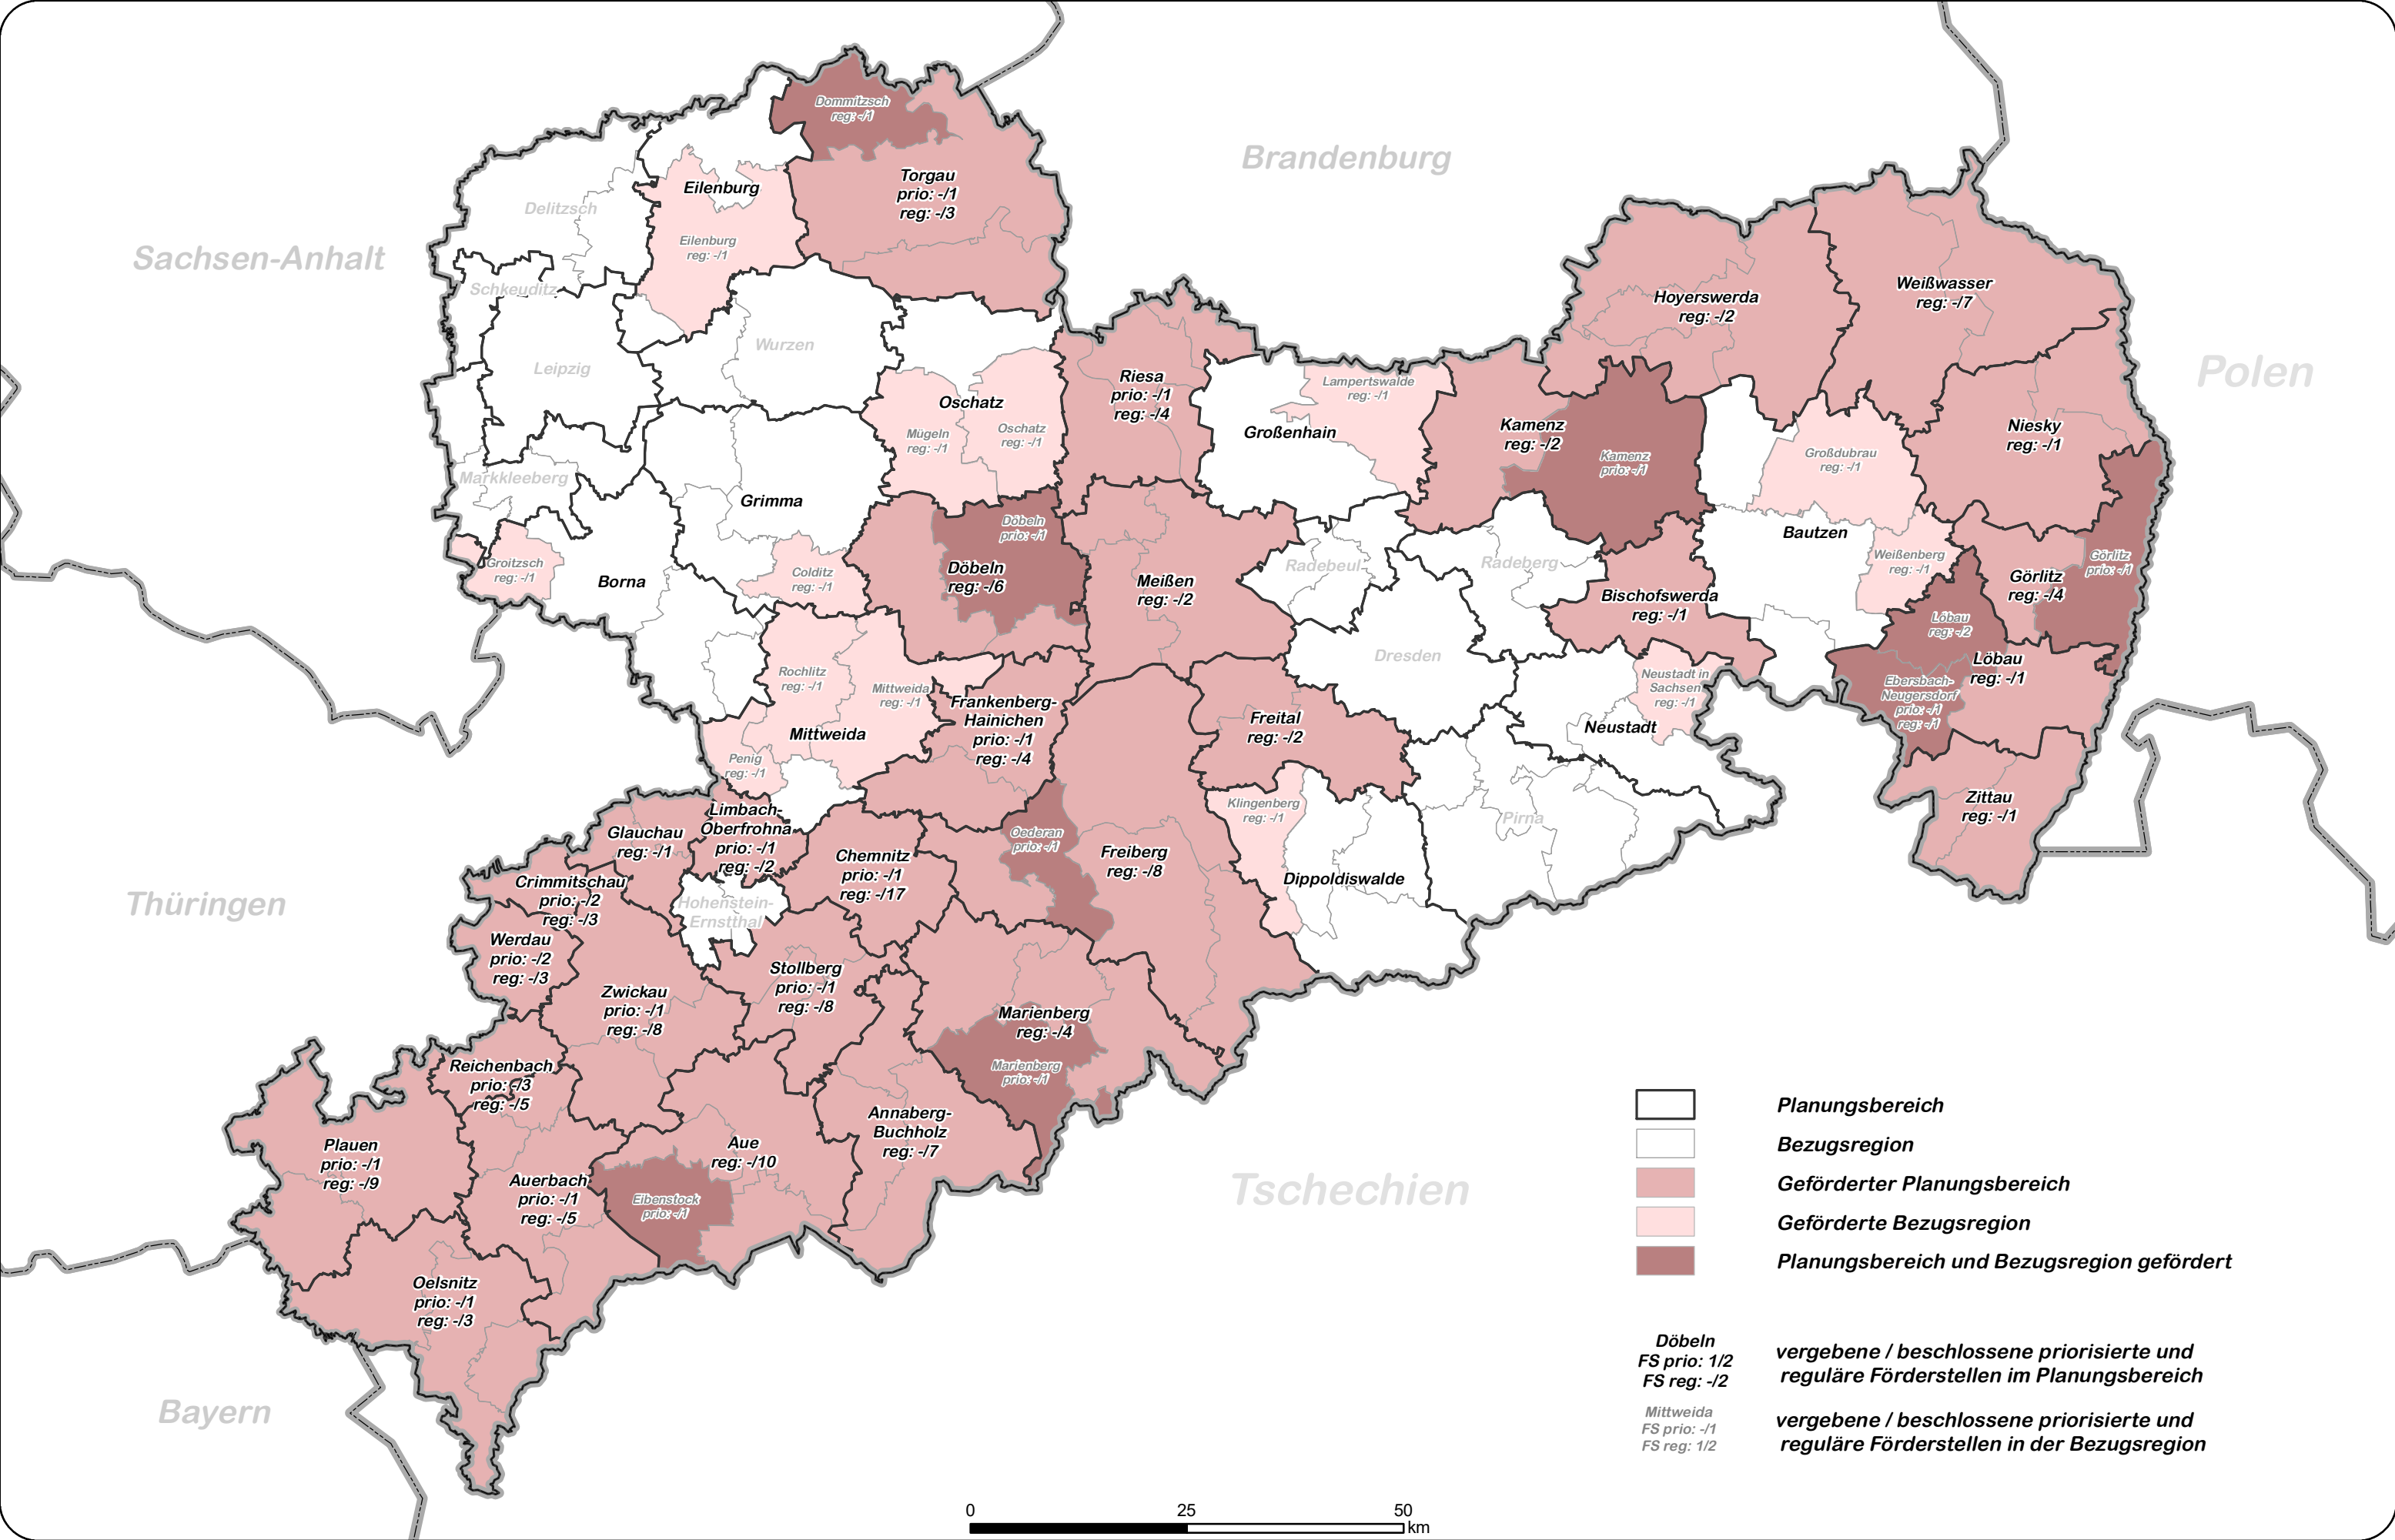 Dommitzsch
reg: -/1
Brandenburg
Torgau
prio: -/1
reg: -/3
Eilenburg
Delitzsch
Eilenburg
reg: -/1
Sachsen-Anhalt
Schkeuditz
Hoyerswerda
reg: -/2
Weißwasser
reg: -/7
Wurzen
Leipzig
Polen
Riesa
prio: -/1
reg: -/4
Lampertswalde
reg: -/1
Oschatz
Mügeln
reg: -/1
Oschatz
reg: -/1
Großenhain
Kamenz
reg: -/2
Kamenz
prio: -/1
Großdubrau
reg: -/1
Niesky
reg: -/1
Markkleeberg
Grimma
Döbeln
prio: -/1
Bautzen
Groitzsch
reg: -/1
Borna
Colditz
reg: -/1
Döbeln
reg: -/6
Meißen
reg: -/2
Radebeul
Radeberg
Weißenberg
reg: -/1
Görlitz
prio: -/1
Görlitz
reg: -/4
Bischofswerda
reg: -/1
Löbau
reg: -/2
Dresden
Löbau
reg: -/1
Rochlitz
reg: -/1
Mittweida
reg: -/1
Neustadt in
Sachsen
reg: -/1
Ebersbach-
Neugersdorf
prio: -/1
reg: -/1
Frankenberg-
Hainichen
prio: -/1
reg: -/4
Freital
reg: -/2
Neustadt
Mittweida
Penig
reg: -/1
Klingenberg
reg: -/1
Zittau
reg: -/1
Pirna
Limbach-
Oberfrohna
prio: -/1
reg: -/2
Glauchau
reg: -/1
Oederan
prio: -/1
Chemnitz
prio: -/1
reg: -/17
Freiberg
reg: -/8
Dippoldiswalde
Crimmitschau
prio: -/2
reg: -/3
Thüringen
Hohenstein-
Ernstthal
Werdau
prio: -/2
reg: -/3
Stollberg
prio: -/1
reg: -/8
Zwickau
prio: -/1
reg: -/8
Marienberg
reg: -/4
Marienberg
prio: -/1
Reichenbach
prio: -/3
reg: -/5
Annaberg-
Buchholz
reg: -/7
Plauen
prio: -/1
reg: -/9
Aue
reg: -/10
Auerbach
prio: -/1
reg: -/5
Eibenstock
prio: -/1
Tschechien
Oelsnitz
prio: -/1
reg: -/3
Bayern
Planungsbereich
Bezugsregion
Geförderter Planungsbereich
Geförderte Bezugsregion
Planungsbereich und Bezugsregion gefördert
Döbeln
FS prio: 1/2
FS reg: -/2
vergebene / beschlossene priorisierte und
reguläre Förderstellen im Planungsbereich
Mittweida
FS prio: -/1
FS reg: 1/2
vergebene / beschlossene priorisierte und
reguläre Förderstellen in der Bezugsregion
0 25 50
km